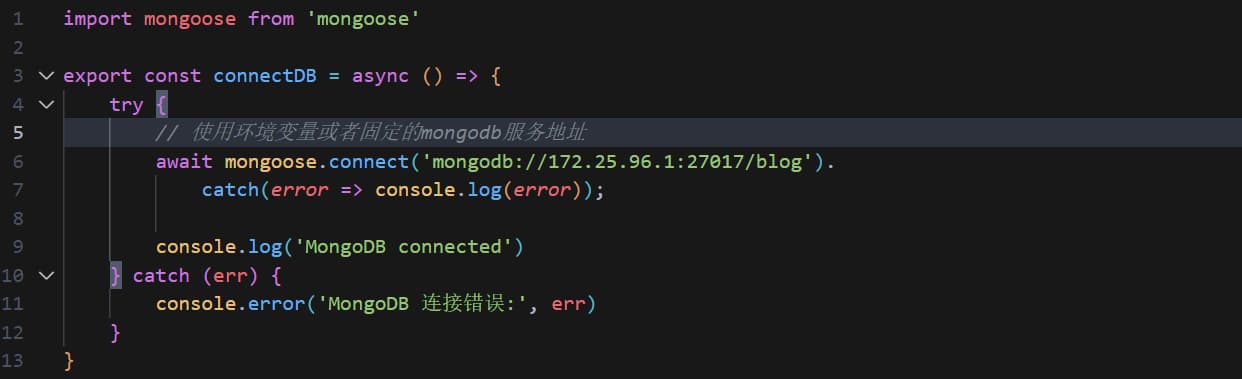 1 import mongoose from 'mongoose'
2
3 export const connectDB = async () => {
4     try {
5         // 使用环境变量或者固定的mongodb服务地址
6         await mongoose.connect('mongodb://172.25.96.1:27017/blog').
7             catch(error => console.log(error));
8
9         console.log('MongoDB connected')
10     } catch (err) {
11         console.error('MongoDB 连接错误:', err)
12     }
13 }